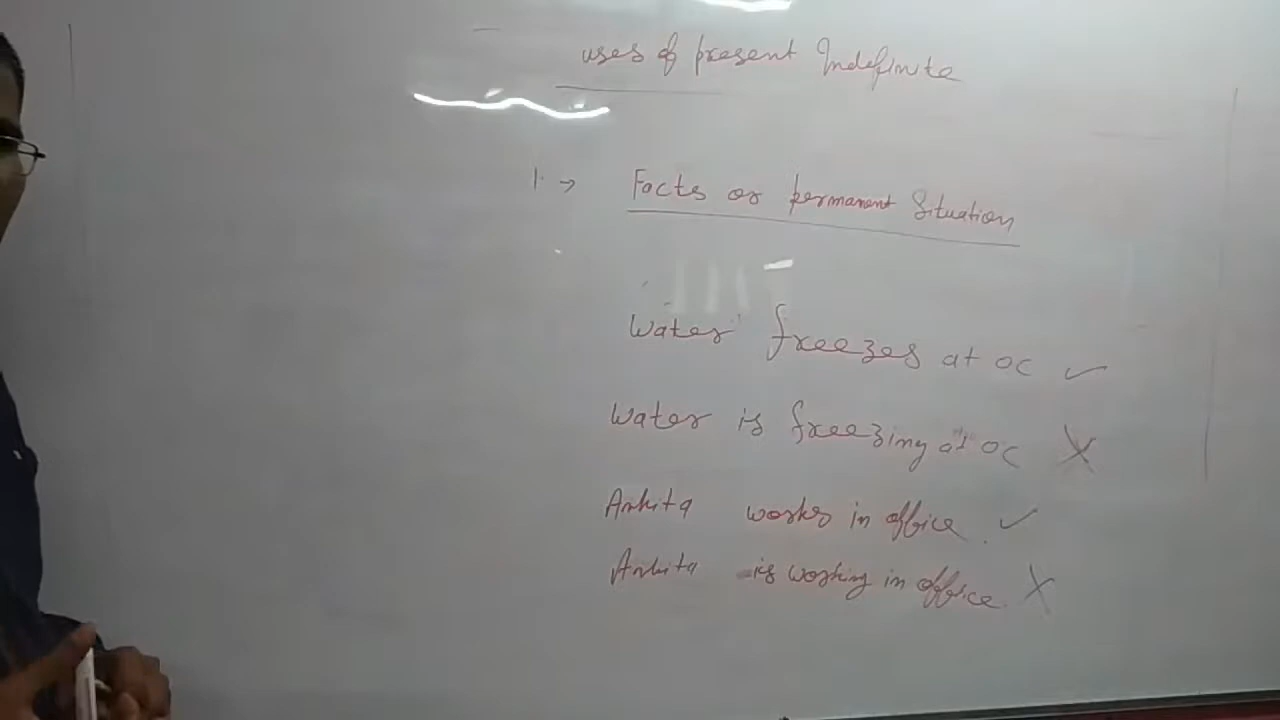 uses of present Indefinite
1. → Facts or permanent Situation
Water freezes at 0c ✓
Water is freezing at 0c X
Ankita works in office. ✓
Ankita is working in office. X